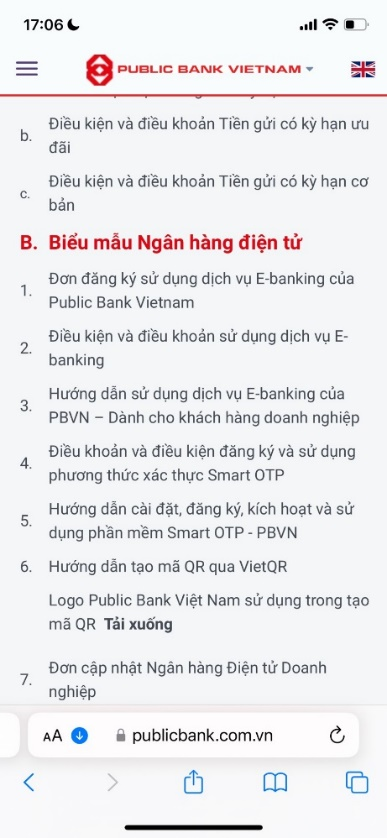 17:06
PUBLIC BANK VIETNAM
b. Điều kiện và điều khoản Tiền gửi có kỳ hạn ưu
đãi
c. Điều kiện và điều khoản Tiền gửi có kỳ hạn cơ
bản
B. Biểu mẫu Ngân hàng điện tử
1. Đơn đăng ký sử dụng dịch vụ E-banking của
Public Bank Vietnam
2. Điều kiện và điều khoản sử dụng dịch vụ E-
banking
3. Hướng dẫn sử dụng dịch vụ E-banking của
PBVN – Dành cho khách hàng doanh nghiệp
4. Điều khoản và điều kiện đăng ký và sử dụng
phương thức xác thực Smart OTP
5. Hướng dẫn cài đặt, đăng ký, kích hoạt và sử
dụng phần mềm Smart OTP - PBVN
6. Hướng dẫn tạo mã QR qua VietQR
Logo Public Bank Việt Nam sử dụng trong tạo
mã QR Tải xuống
7. Đơn cập nhật Ngân hàng Điện tử Doanh
nghiệp
AA publicbank.com.vn